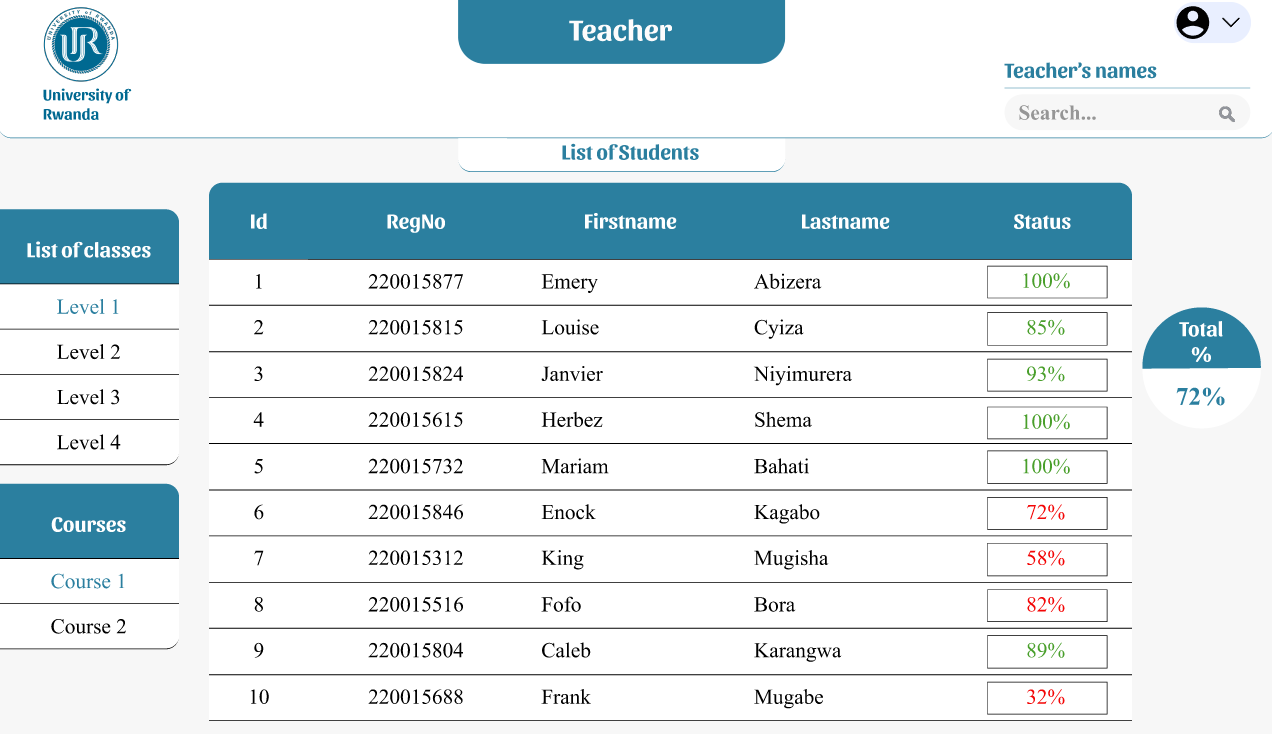 UNIVERSITY OF RWANDA
UR
University of
Rwanda
Teacher
Teacher's names
Search...
List of Students
List of classes
Level 1
Level 2
Level 3
Level 4
Courses
Course 1
Course 2
Id RegNo Firstname Lastname Status
1 220015877 Emery Abizera 100%
2 220015815 Louise Cyiza 85%
3 220015824 Janvier Niyimurera 93%
4 220015615 Herbez Shema 100%
5 220015732 Mariam Bahati 100%
6 220015846 Enock Kagabo 72%
7 220015312 King Mugisha 58%
8 220015516 Fofo Bora 82%
9 220015804 Caleb Karangwa 89%
10 220015688 Frank Mugabe 32%
Total
%
72%